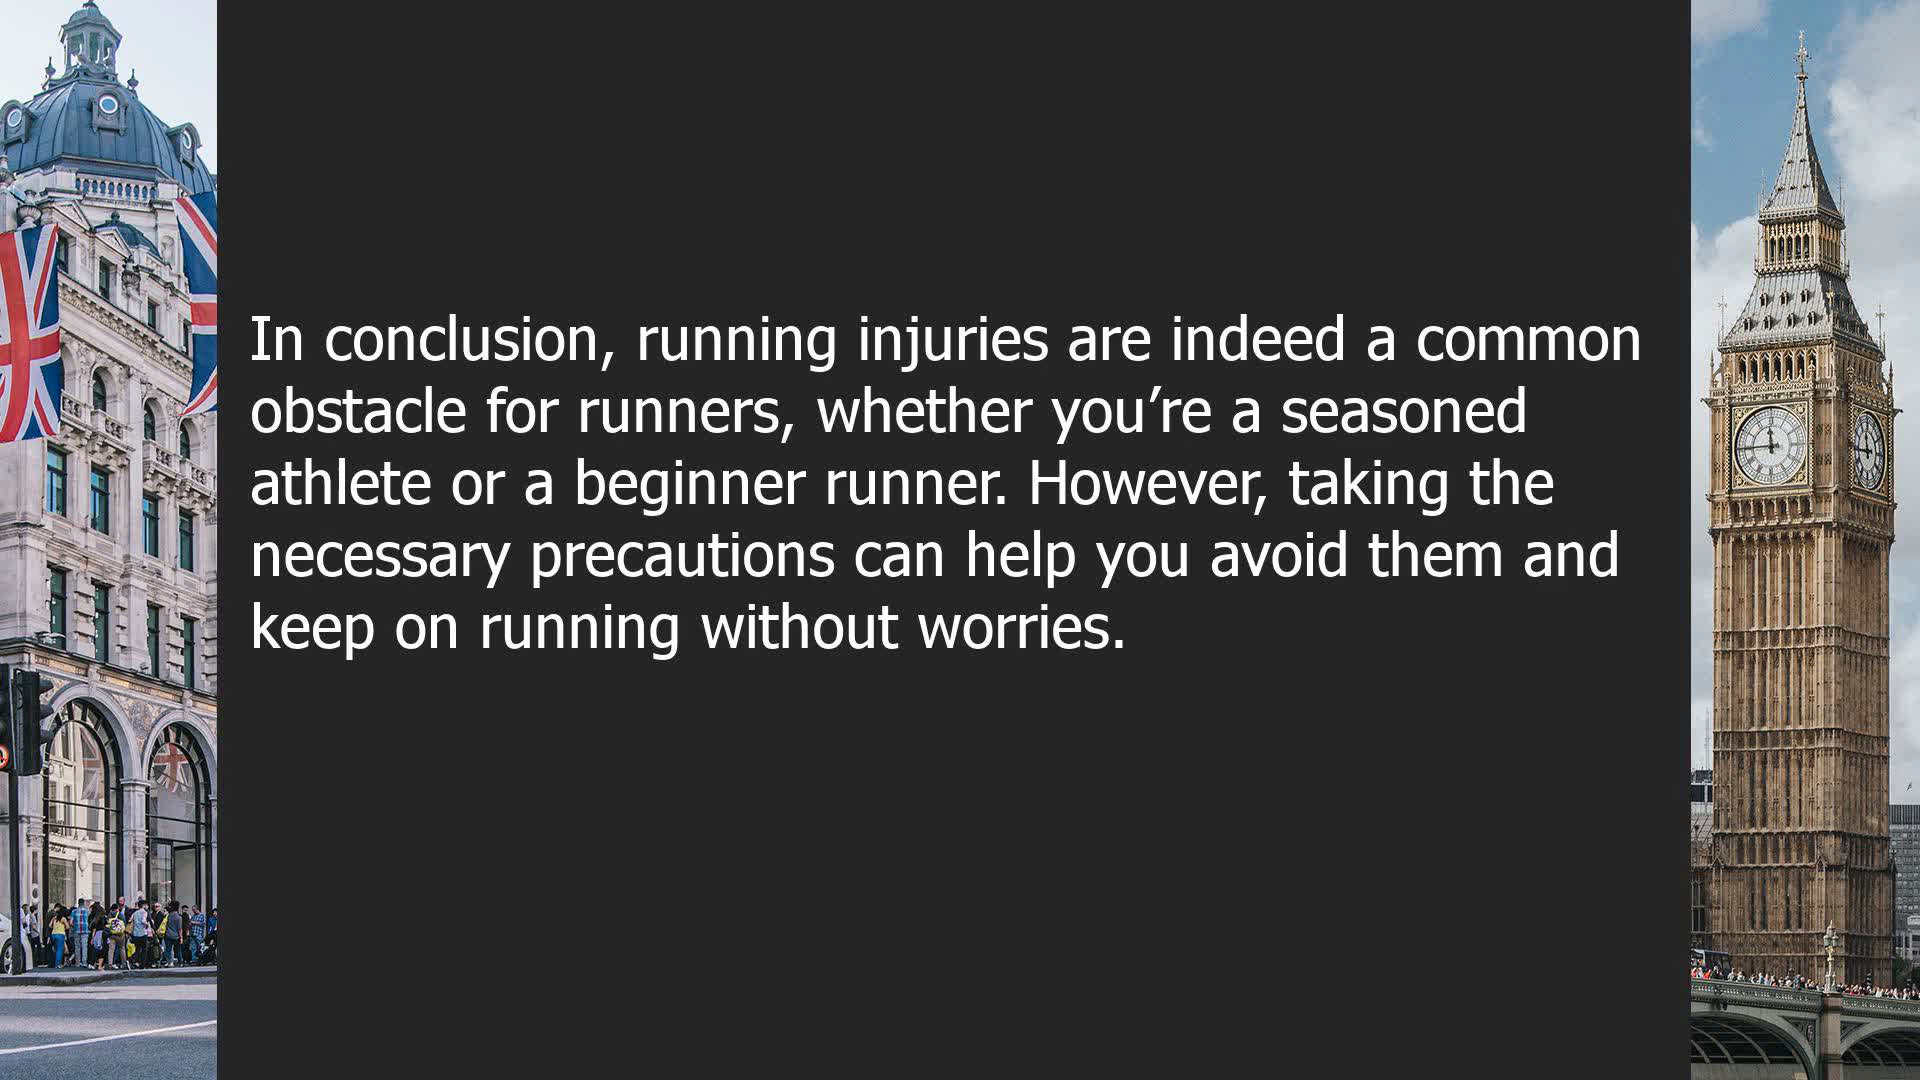 In conclusion, running injuries are indeed a common
obstacle for runners, whether you’re a seasoned
athlete or a beginner runner. However, taking the
necessary precautions can help you avoid them and
keep on running without worries.